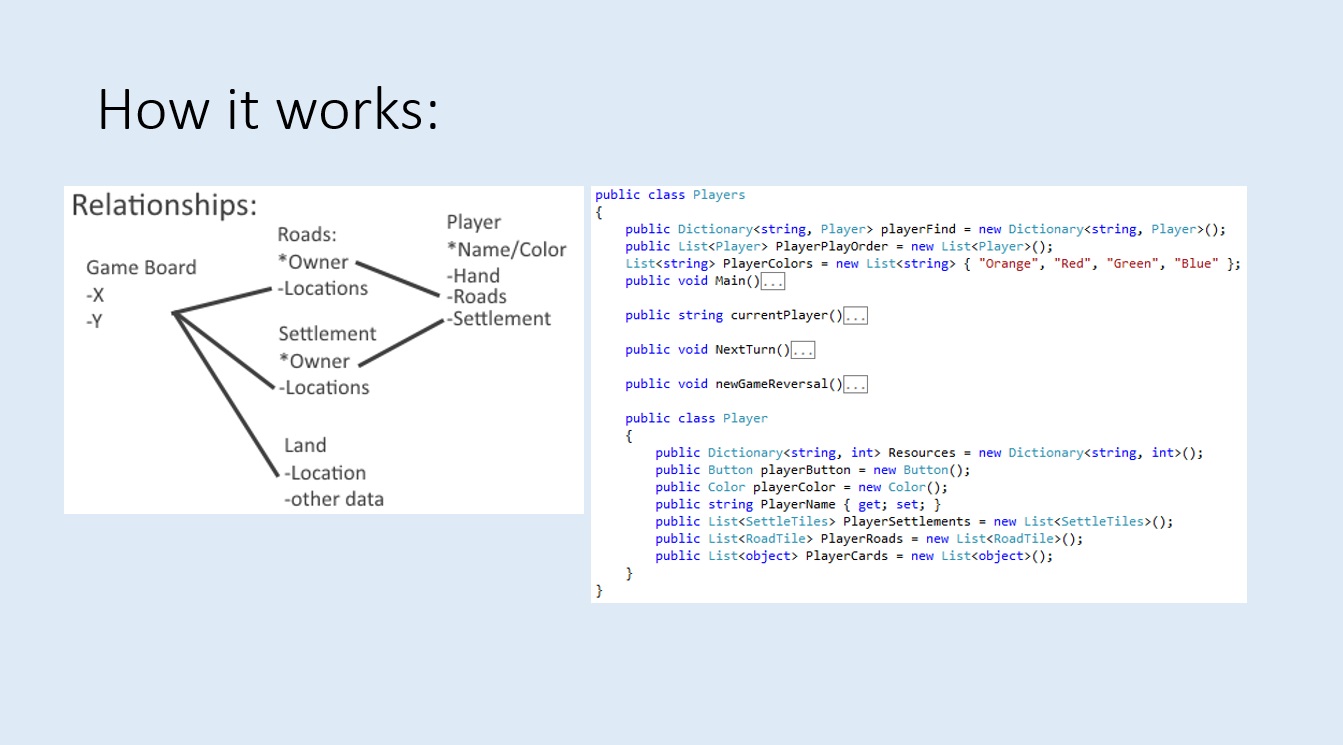 How it works:
Relationships:
Game Board
-X
-Y
Roads:
*Owner
-Locations
Settlement
*Owner
-Locations
Land
-Location
-other data
Player
*Name/Color
-Hand
-Roads
-Settlement
public class Players
{
public Dictionary<string, Player> playerFind = new Dictionary<string, Player>();
public List<Player> PlayerPlayOrder = new List<Player>();
List<string> PlayerColors = new List<string> { "Orange", "Red", "Green", "Blue" };
public void Main()...
public string currentPlayer()...
public void NextTurn()...
public void newGameReversal()...
public class Player
{
public Dictionary<string, int> Resources = new Dictionary<string, int>();
public Button playerButton = new Button();
public Color playerColor = new Color();
public string PlayerName { get; set; }
public List<SettleTiles> PlayerSettlements = new List<SettleTiles>();
public List<RoadTile> PlayerRoads = new List<RoadTile>();
public List<object> PlayerCards = new List<object>();
}
}